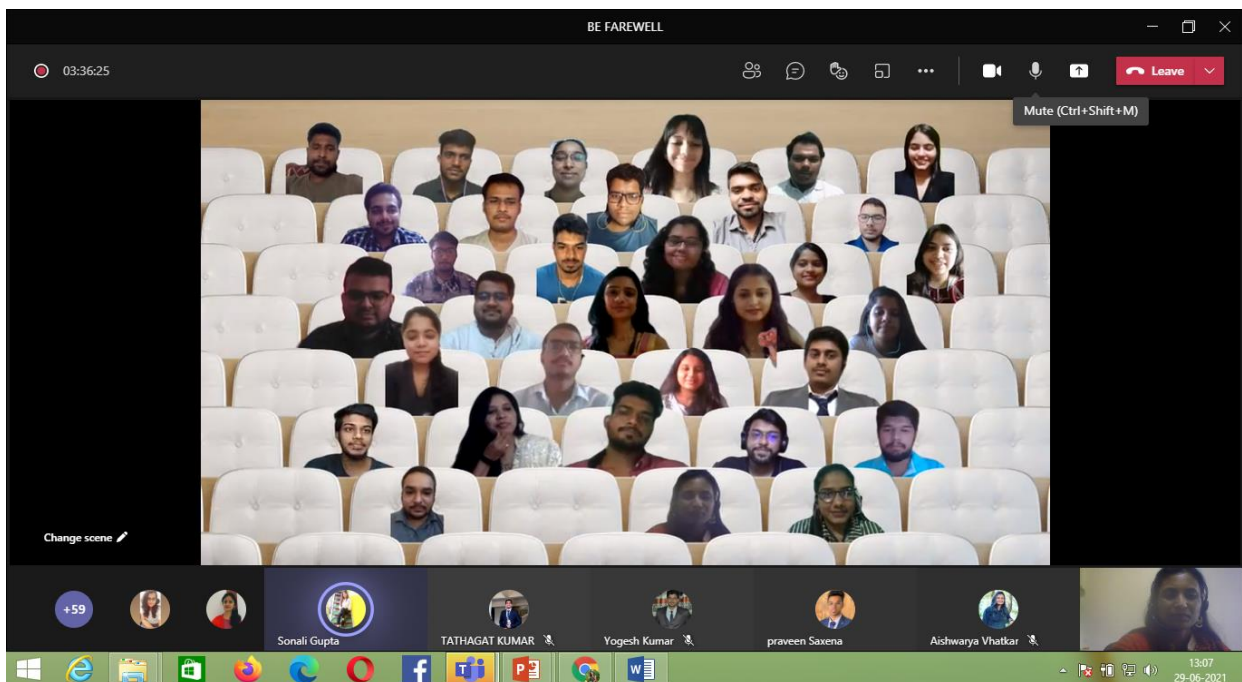 BE FAREWELL
03:36:25
Leave
Mute (Ctrl+Shift+M)
Change scene
+59
Sonali Gupta
TATHAGAT KUMAR
Yogesh Kumar
praveen Saxena
Aishwarya Vhatkar
13:07
29-06-2021